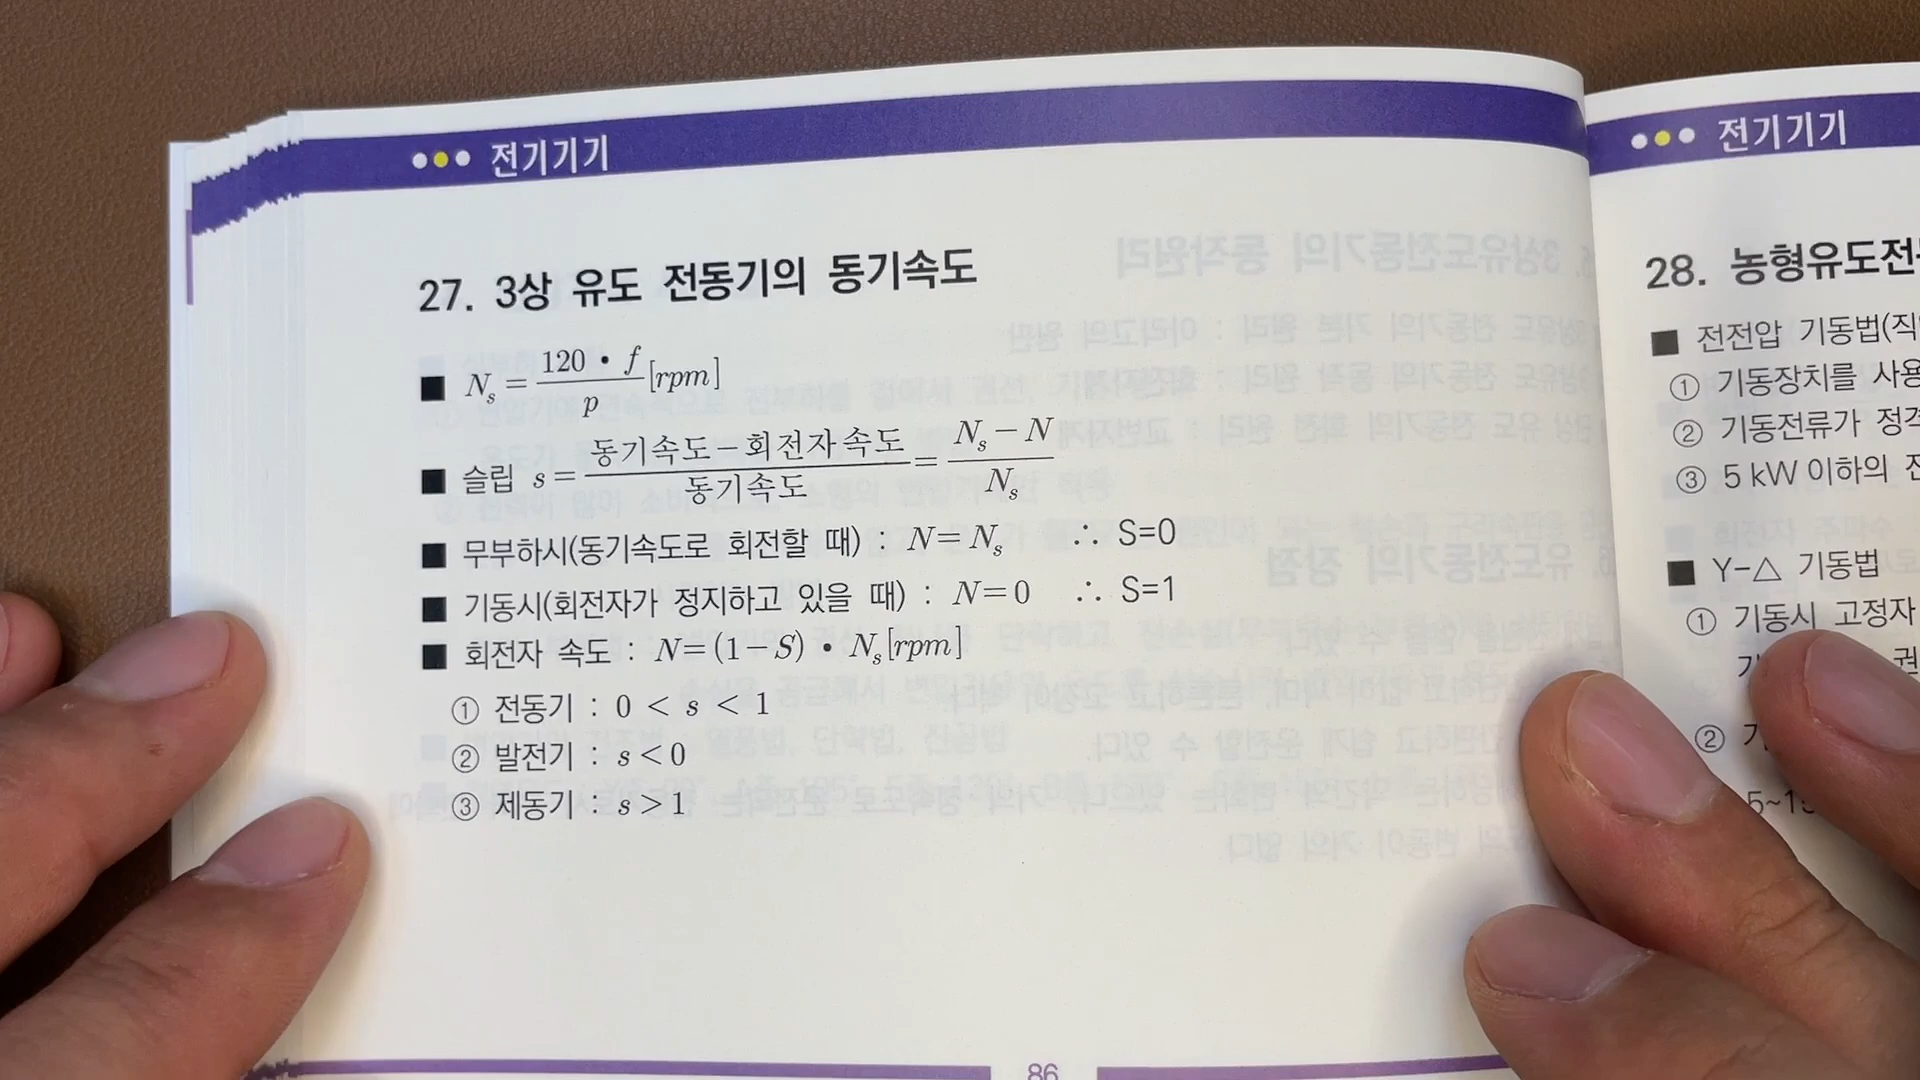 전기기기
27. 3상 유도 전동기의 동기속도
■ N_s = \frac{120 · f}{p}[rpm]
■ 슬립 s = \frac{동기속도 - 회전자속도}{동기속도} = \frac{N_s - N}{N_s}
■ 무부하시(동기속도로 회전할 때) : N = N_s ∴ S=0
■ 기동시(회전자가 정지하고 있을 때) : N = 0 ∴ S=1
■ 회전자 속도 : N = (1 - S) · N_s[rpm]
① 전동기 : 0 < s < 1
② 발전기 : s < 0
③ 제동기 : s > 1
86
전기기기
28. 농형유도전
■ 전전압 기동법(직
① 기동장치를 사용
② 기동전류가 정격
③ 5 kW 이하의 전
■ Y-△ 기동법
① 기동시 고정자
권
②